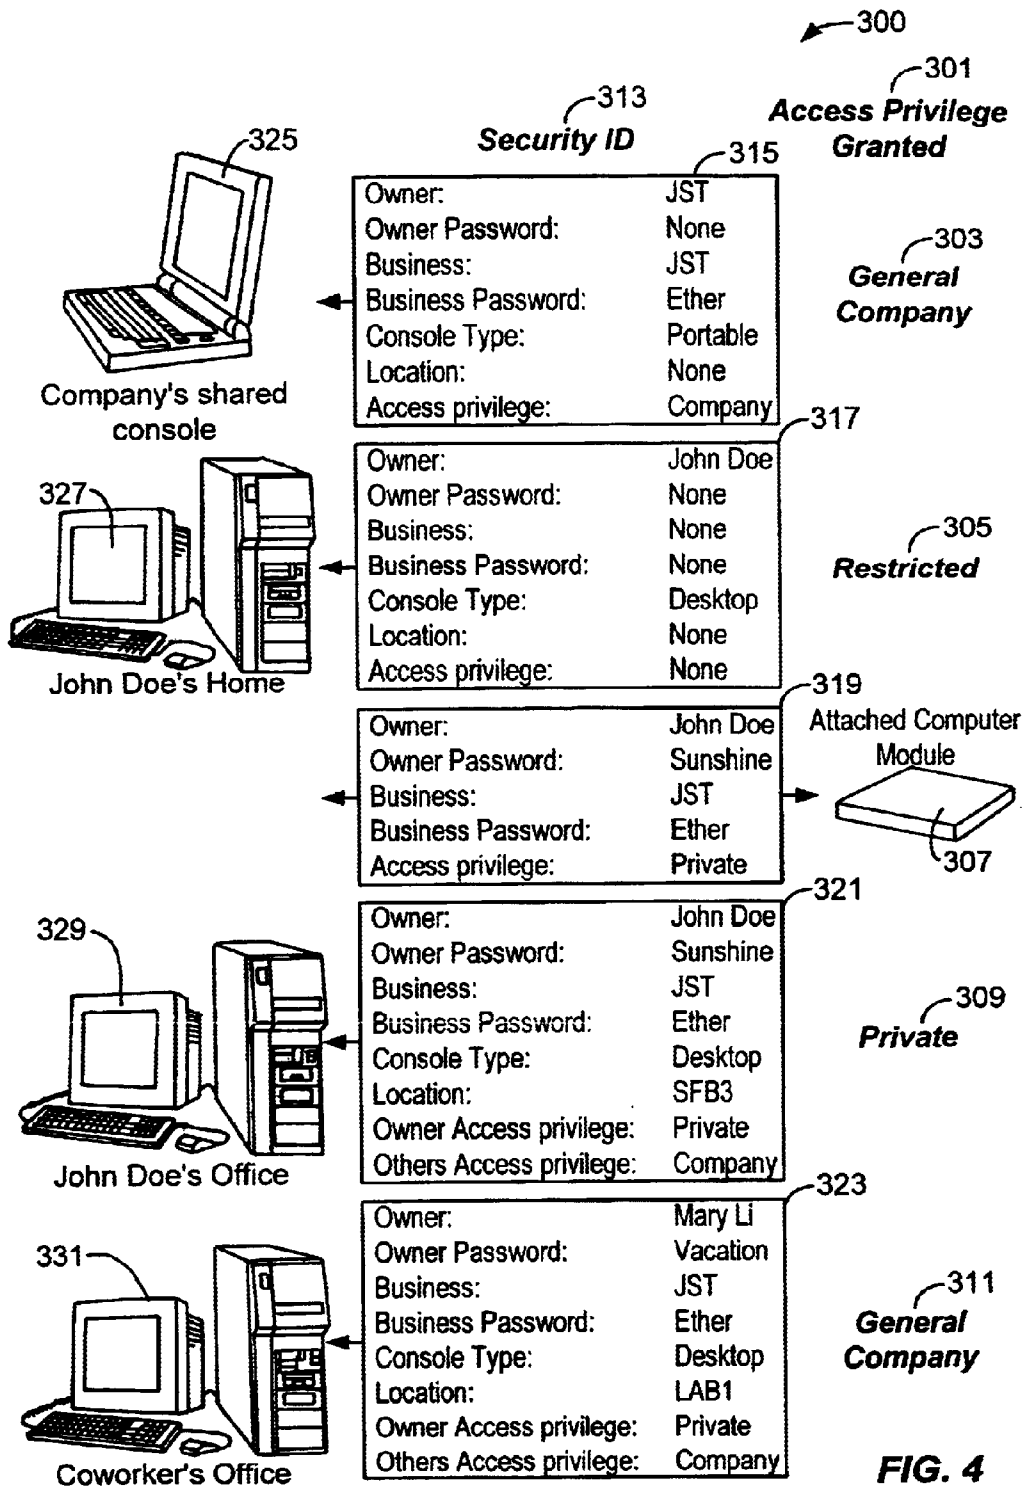 300
301
Access Privilege
Granted
313
Security ID
325
315
Owner: JST
Owner Password: None
Business: JST
Business Password: Ether
Console Type: Portable
Location: None
Access privilege: Company
303
General
Company
Company's shared
console
317
327
Owner: John Doe
Owner Password: None
Business: None
Business Password: None
Console Type: Desktop
Location: None
Access privilege: None
305
Restricted
John Doe's Home
319
Owner: John Doe
Owner Password: Sunshine
Business: JST
Business Password: Ether
Access privilege: Private
Attached Computer
Module
307
321
329
Owner: John Doe
Owner Password: Sunshine
Business: JST
Business Password: Ether
Console Type: Desktop
Location: SFB3
Owner Access privilege: Private
Others Access privilege: Company
309
Private
John Doe's Office
323
331
Owner: Mary Li
Owner Password: Vacation
Business: JST
Business Password: Ether
Console Type: Desktop
Location: LAB1
Owner Access privilege: Private
Others Access privilege: Company
311
General
Company
Coworker's Office
FIG. 4